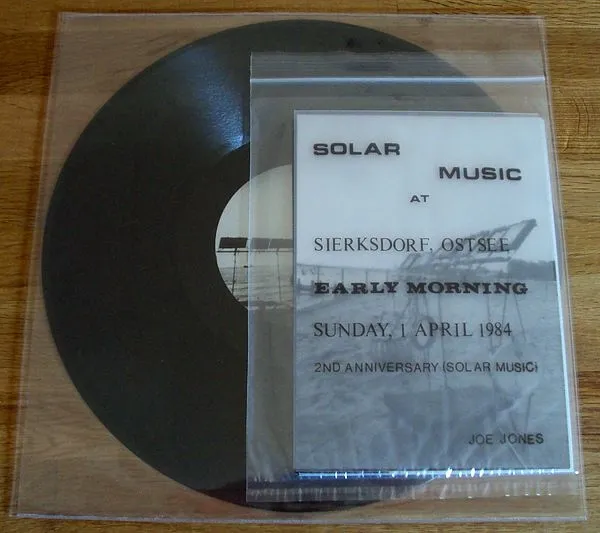 SOLAR
MUSIC
AT
SIERKSDORF, OSTSEE
EARLY MORNING
SUNDAY, 1 APRIL 1984
2ND ANNIVERSARY (SOLAR MUSIC)
JOE JONES